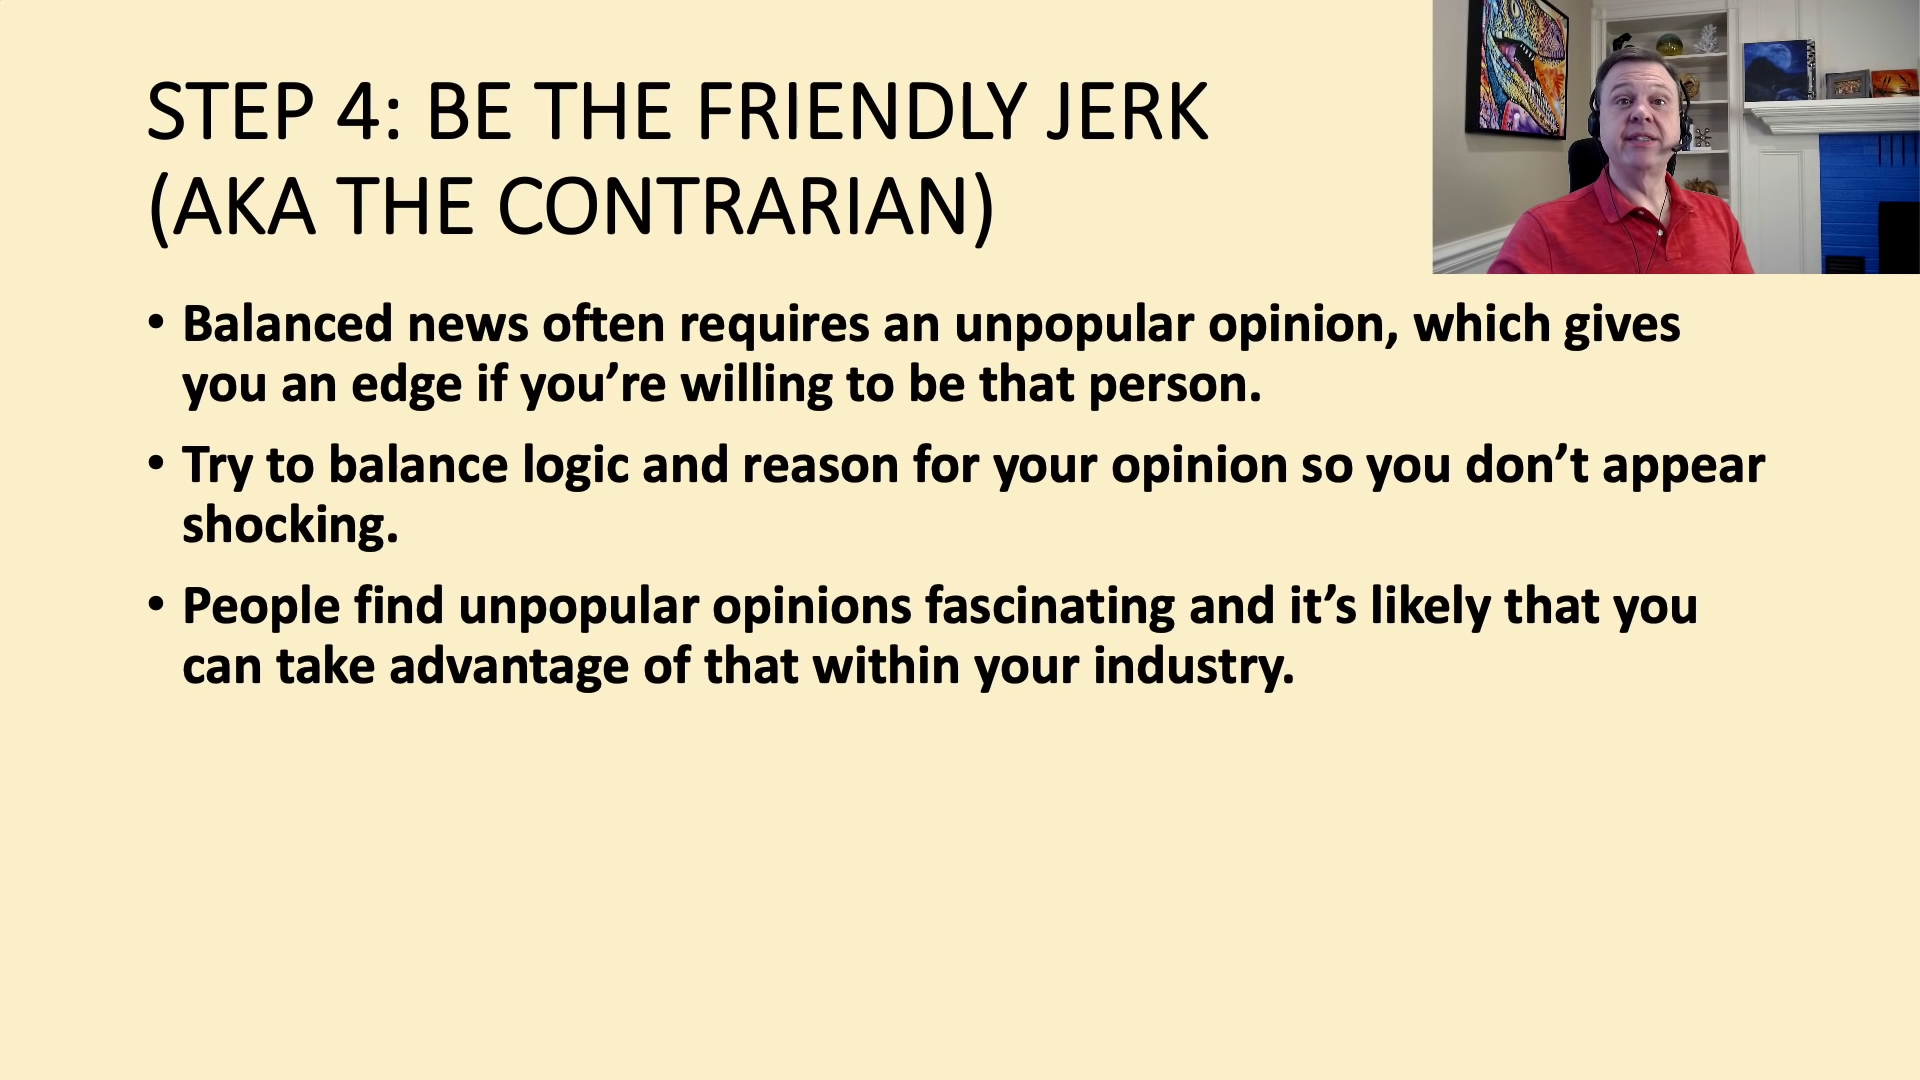 STEP 4: BE THE FRIENDLY JERK
(AKA THE CONTRARIAN)
• Balanced news often requires an unpopular opinion, which gives
you an edge if you’re willing to be that person.
• Try to balance logic and reason for your opinion so you don’t appear
shocking.
• People find unpopular opinions fascinating and it’s likely that you
can take advantage of that within your industry.